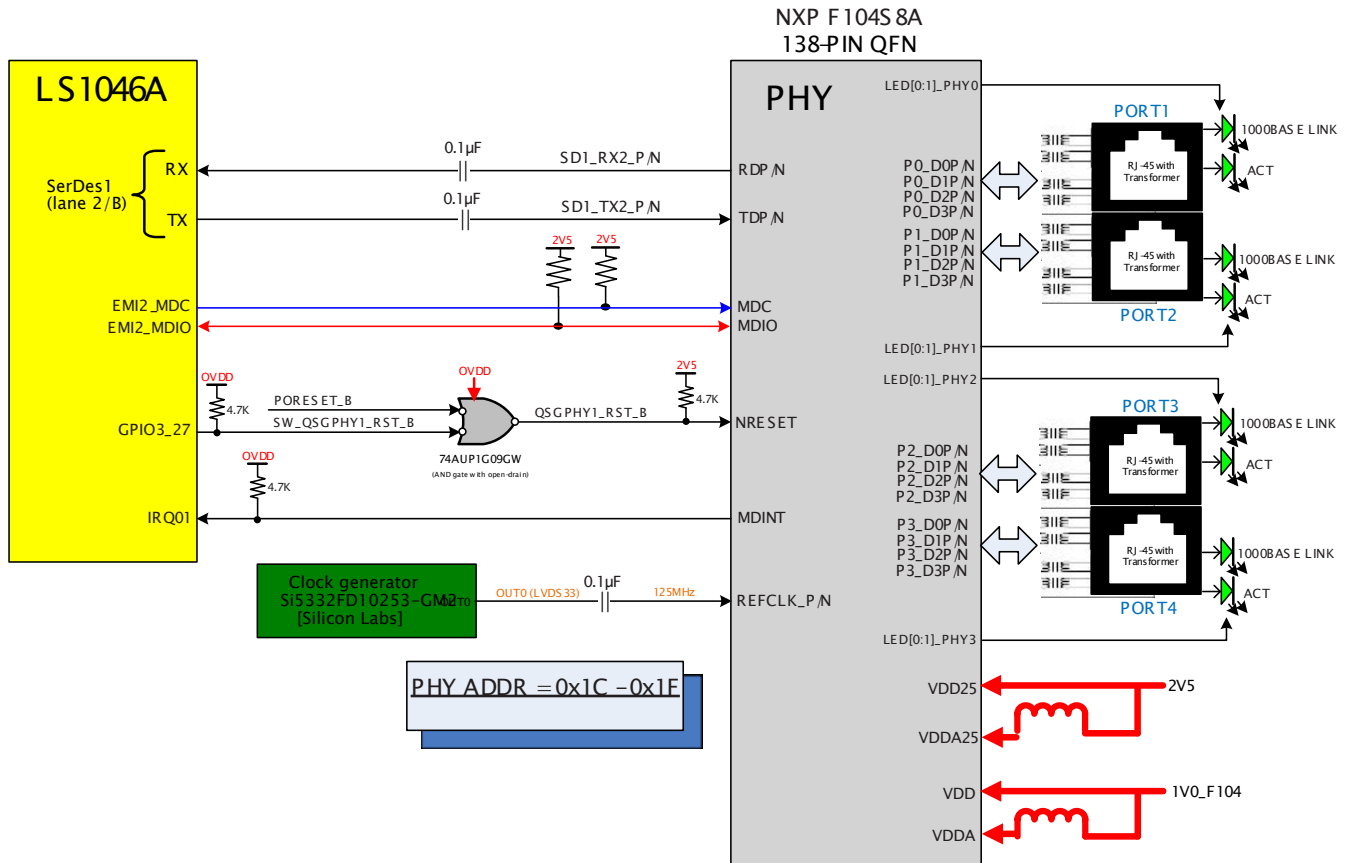 NXP F104S8A
138-PIN QFN
LS1046A
PHY
SerDes1
(lane 2/B)
RX
TX
0.1µF
SD1_RX2_P/N
RDP/N
0.1µF
SD1_TX2_P/N
TDP/N
2V5
2V5
EMI2_MDC
MDC
EMI2_MDIO
MDIO
OVDD
4.7K
PORESET_B
GPIO3_27
SW_QSGPHY1_RST_B
OVDD
74AUP1G09GW
(AND gate with open-drain)
QSGPHY1_RST_B
2V5
4.7K
NRESET
OVDD
4.7K
IRQ01
MDINT
Clock generator
Si5332FD10253-GM2
[Silicon Labs]
OUT0
OUT0 (LVDS33)
0.1µF
125MHz
REFCLK_P/N
PHY ADDR = 0x1C - 0x1F
LED[0:1]_PHY0
P0_D0P/N
P0_D1P/N
P0_D2P/N
P0_D3P/N
P1_D0P/N
P1_D1P/N
P1_D2P/N
P1_D3P/N
LED[0:1]_PHY1
PORT1
RJ-45 with
Transformer
1000BASE LINK
ACT
RJ-45 with
Transformer
1000BASE LINK
ACT
PORT2
LED[0:1]_PHY2
P2_D0P/N
P2_D1P/N
P2_D2P/N
P2_D3P/N
P3_D0P/N
P3_D1P/N
P3_D2P/N
P3_D3P/N
LED[0:1]_PHY3
PORT3
RJ-45 with
Transformer
1000BASE LINK
ACT
RJ-45 with
Transformer
1000BASE LINK
ACT
PORT4
VDD25
2V5
VDDA25
VDD
1V0_F104
VDDA